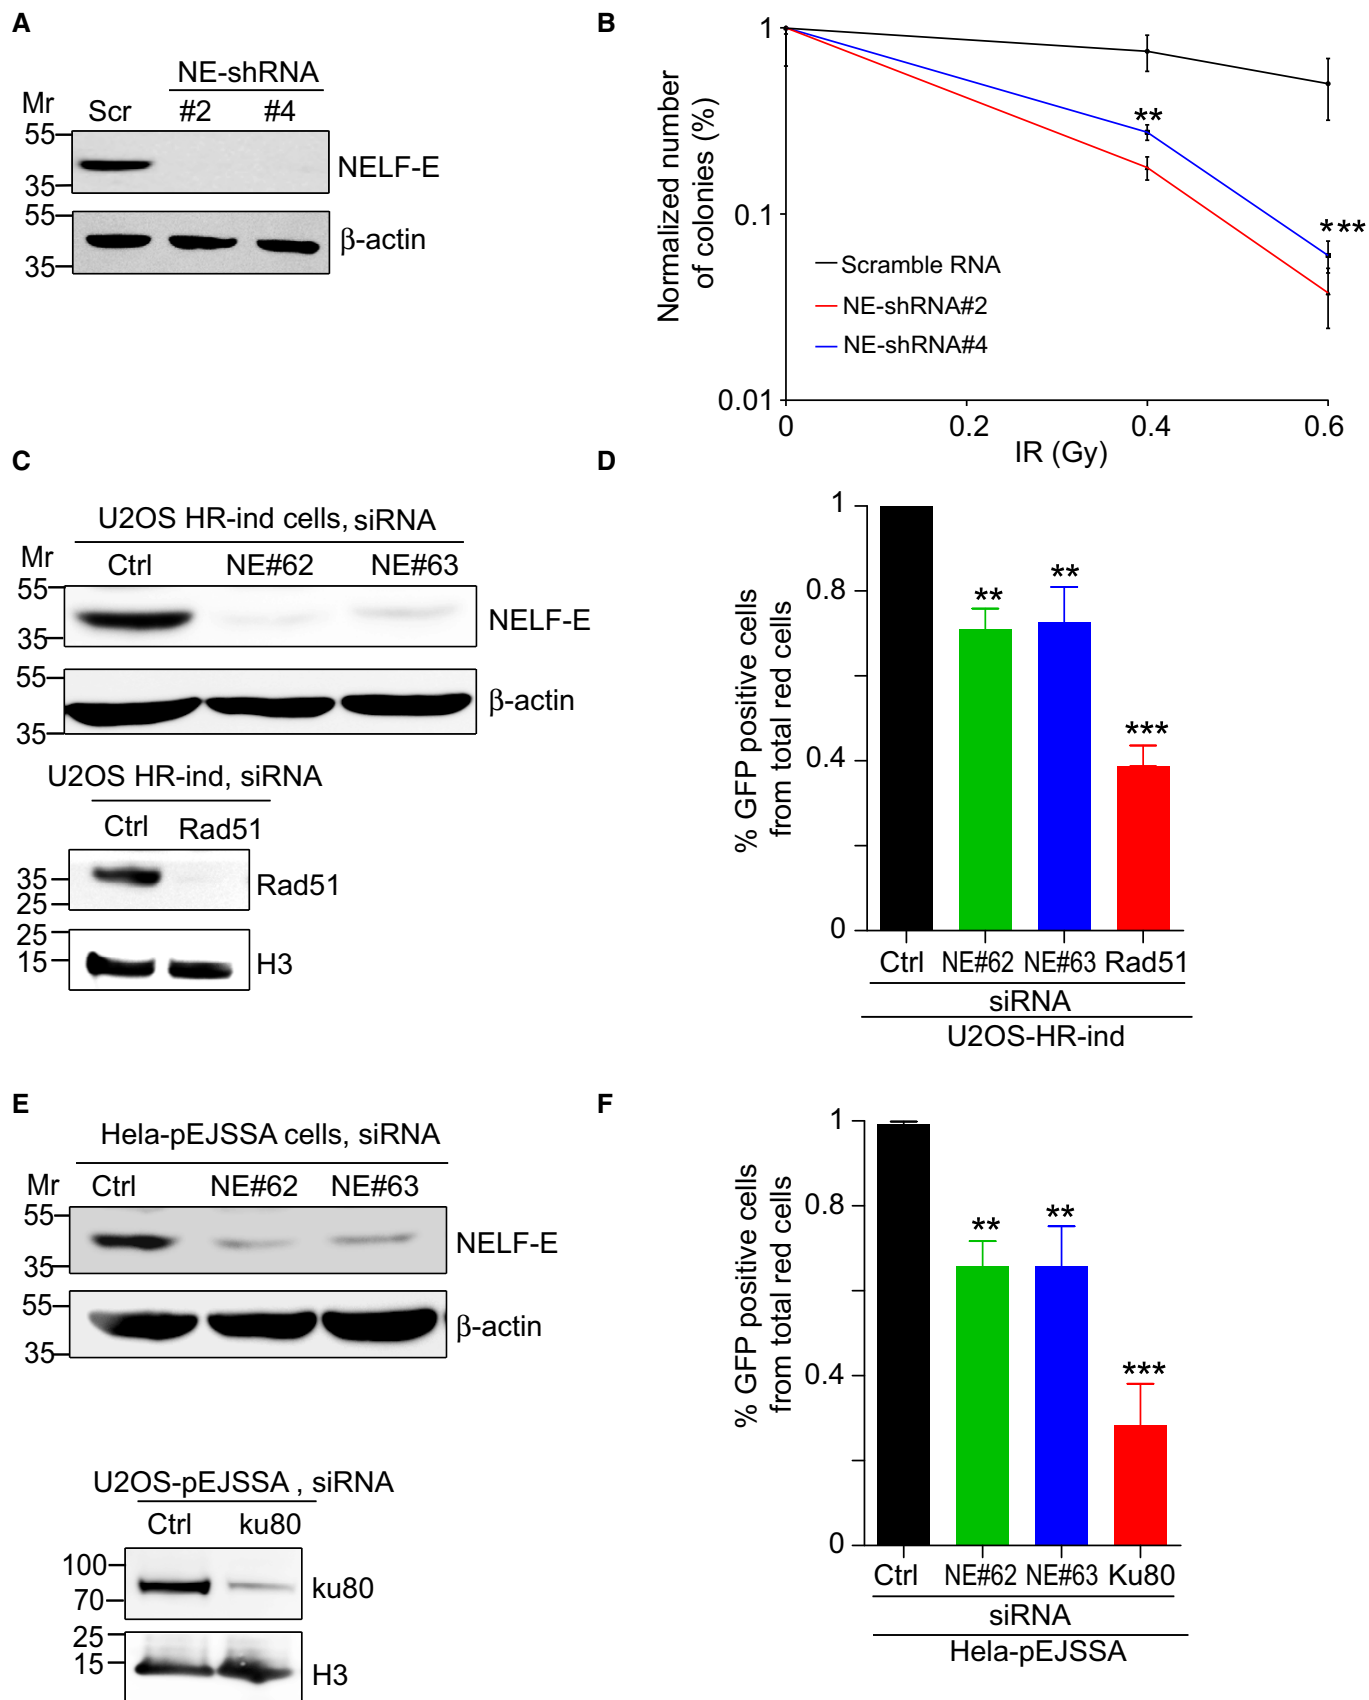 A
NE-shRNA
Mr
Scr
#2
#4
55
35
NELF-E
55
35
β-actin
B
Normalized number
of colonies (%)
1
0.1
0.01
**
***
Scramble RNA
NE-shRNA#2
NE-shRNA#4
0
0.2
0.4
0.6
IR (Gy)
C
U2OS HR-ind cells, siRNA
Mr
Ctrl
NE#62
NE#63
55
35
NELF-E
55
35
β-actin
U2OS HR-ind, siRNA
Ctrl
Rad51
35
25
Rad51
25
15
H3
D
% GFP positive cells
from total red cells
1
0.8
0.4
0
**
**
***
Ctrl
NE#62
NE#63
Rad51
siRNA
U2OS-HR-ind
E
Hela-pEJSSA cells, siRNA
Mr
Ctrl
NE#62
NE#63
55
35
NELF-E
55
35
β-actin
U2OS-pEJSSA , siRNA
Ctrl
ku80
100
70
ku80
25
15
H3
F
% GFP positive cells
from total red cells
1
0.8
0.4
0
**
**
***
Ctrl
NE#62
NE#63
Ku80
siRNA
Hela-pEJSSA